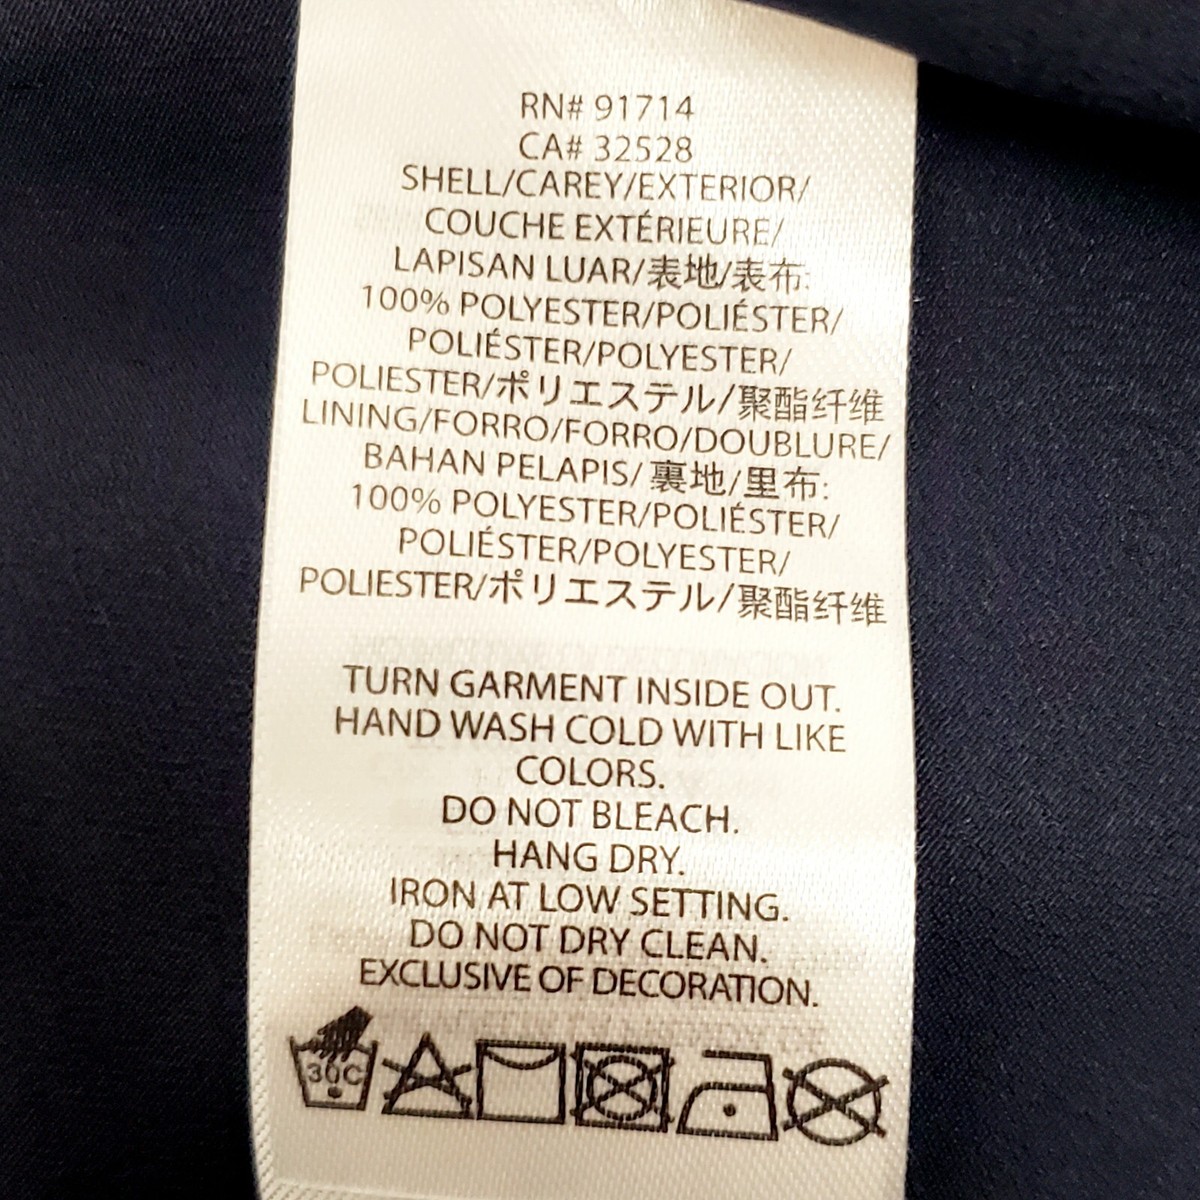 RN# 91714
CA# 32528
SHELL/CAREY/EXTERIOR/
COUCHE EXTÉRIEURE/
LAPISAN LUAR/表地/表布:
100% POLYESTER/POLIÉSTER/
POLIÉSTER/POLYESTER/
POLIESTER/ポリエステル/聚酯纤维
LINING/FORRO/FORRO/DOUBLURE/
BAHAN PELAPIS/ 裏地/里布:
100% POLYESTER/POLIÉSTER/
POLIÉSTER/POLYESTER/
POLIESTER/ポリエステル/聚酯纤维
TURN GARMENT INSIDE OUT.
HAND WASH COLD WITH LIKE
COLORS.
DO NOT BLEACH.
HANG DRY.
IRON AT LOW SETTING.
DO NOT DRY CLEAN.
EXCLUSIVE OF DECORATION.
30C